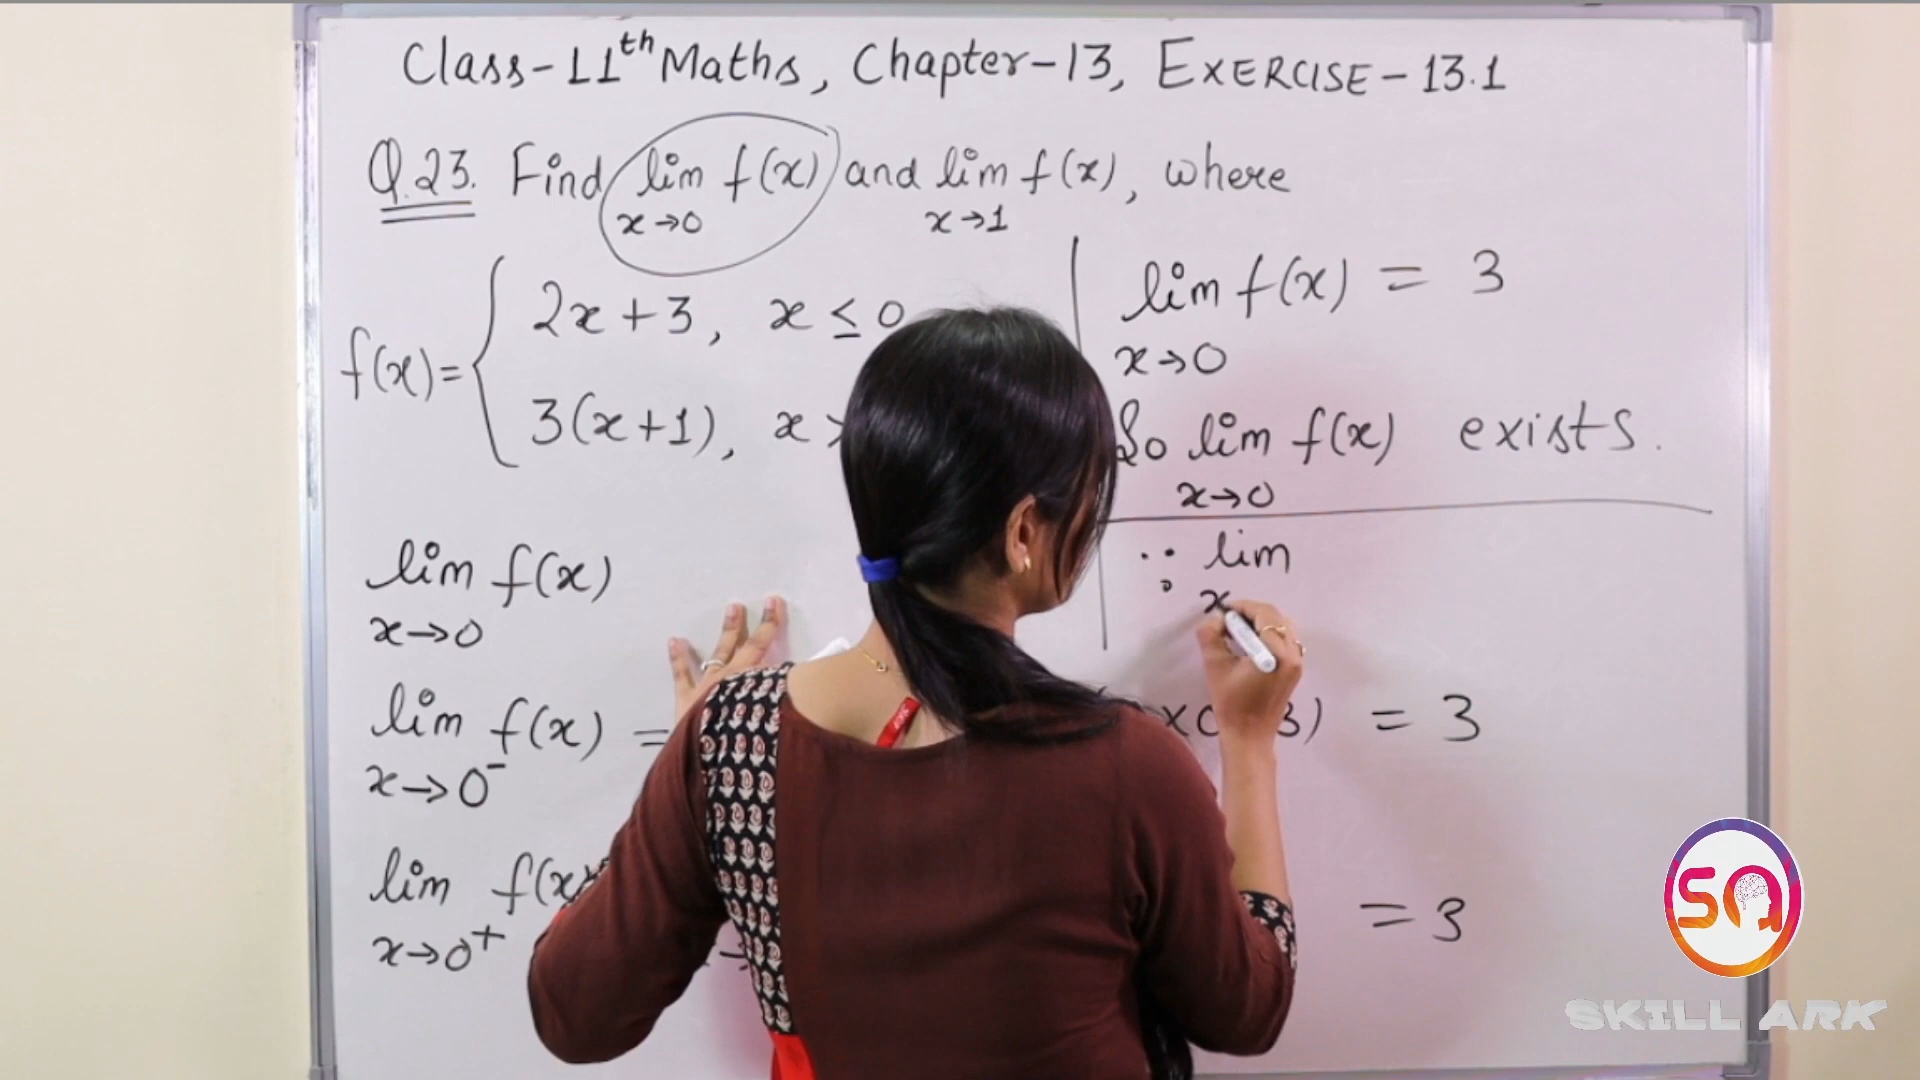 Class-11th Maths, Chapter-13, EXERCISE-13.1
Q.23. Find lim f(x) and lim f(x), where
x→0 x→1
f(x)= { 2x+3, x ≤ 0
3(x+1), x >
lim f(x)
x→0
lim f(x) =
x→0⁻
lim f(x)
x→0⁺
lim f(x) = 3
x→0
So lim f(x) exists.
x→0
∵ lim
x
3) = 3
= 3
SA
SKILL ARK